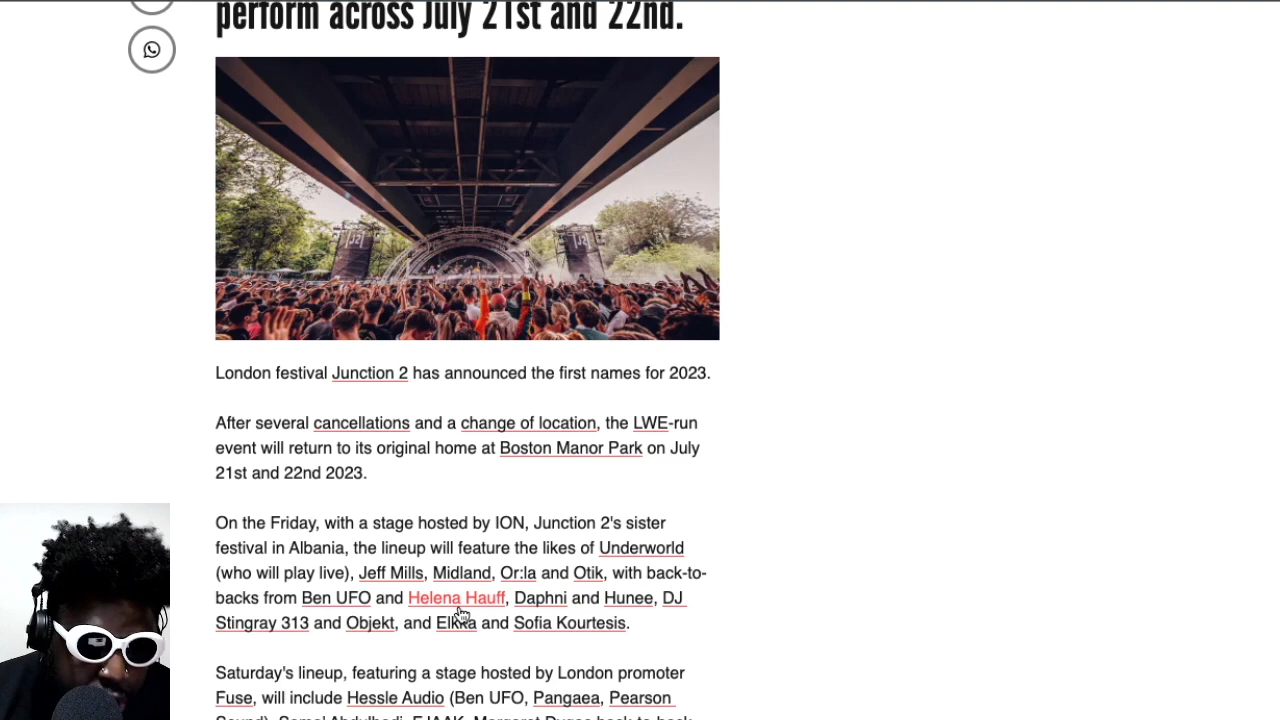 perform across July 21st and 22nd.
J2
J2
London festival Junction 2 has announced the first names for 2023.
After several cancellations and a change of location, the LWE-run
event will return to its original home at Boston Manor Park on July
21st and 22nd 2023.
On the Friday, with a stage hosted by ION, Junction 2's sister
festival in Albania, the lineup will feature the likes of Underworld
(who will play live), Jeff Mills, Midland, Or:la and Otik, with back-to-
backs from Ben UFO and Helena Hauff, Daphni and Hunee, DJ
Stingray 313 and Objekt, and Elkka and Sofia Kourtesis.
Saturday's lineup, featuring a stage hosted by London promoter
Fuse, will include Hessle Audio (Ben UFO, Pangaea, Pearson